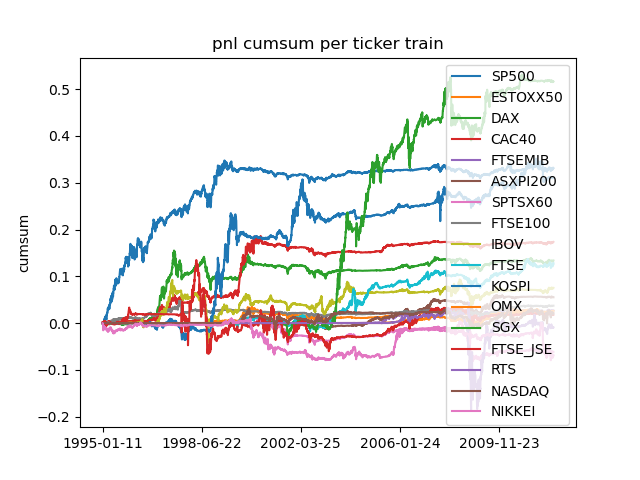 pnl cumsum per ticker train
cumsum
0.5
0.4
0.3
0.2
0.1
0.0
−0.1
−0.2
1995-01-11
1998-06-22
2002-03-25
2006-01-24
2009-11-23
SP500
ESTOXX50
DAX
CAC40
FTSEMIB
ASXPI200
SPTSX60
FTSE100
IBOV
FTSE
KOSPI
OMX
SGX
FTSE_JSE
RTS
NASDAQ
NIKKEI